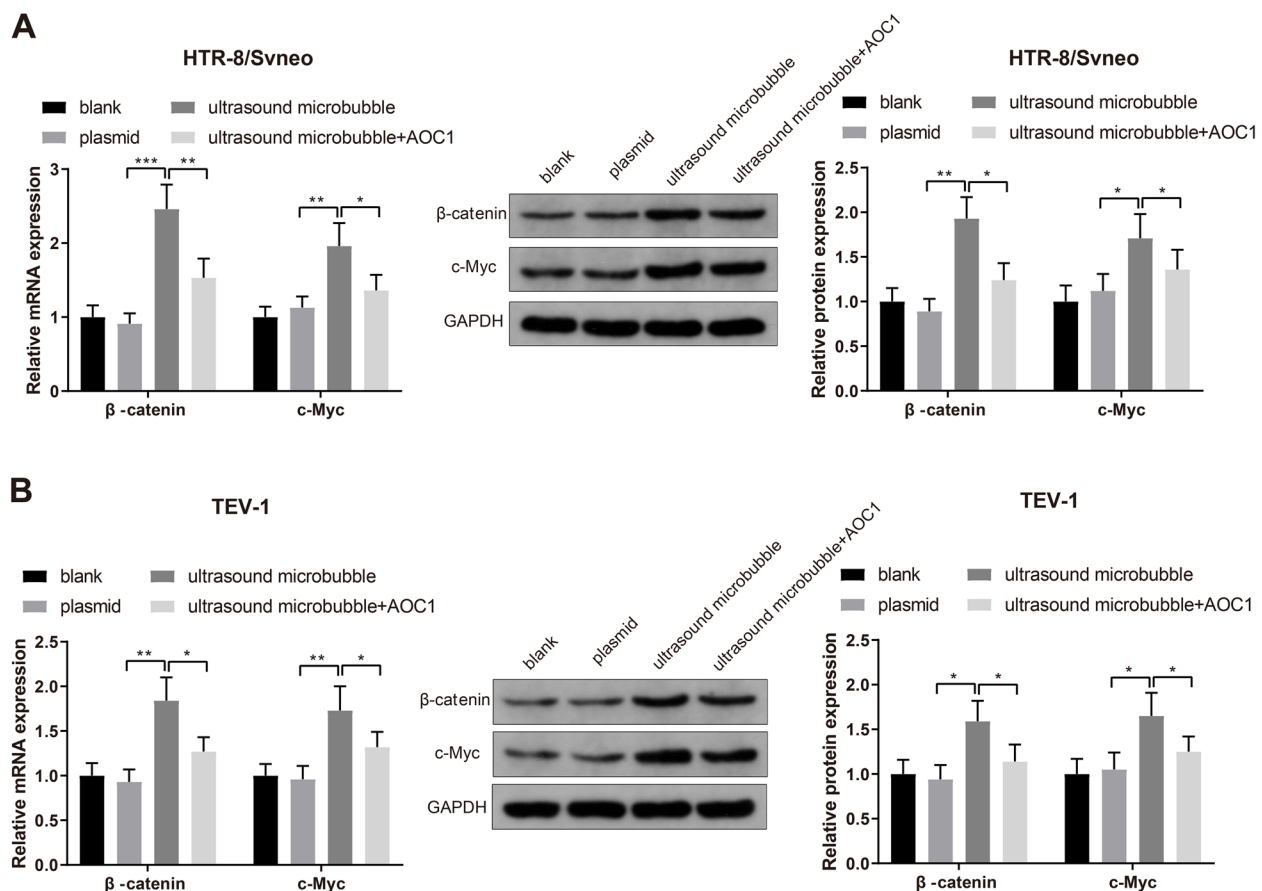 A
HTR-8/Svneo
blank
ultrasound microbubble
plasmid
ultrasound microbubble+AOC1
Relative mRNA expression
3
2
1
0
***
**
**
*
β -catenin
c-Myc
blank
plasmid
ultrasound microbubble
ultrasound microbubble+AOC1
β-catenin
c-Myc
GAPDH
HTR-8/Svneo
blank
ultrasound microbubble
plasmid
ultrasound microbubble+AOC1
Relative protein expression
2.5
2.0
1.5
1.0
0.5
0.0
**
*
*
*
β -catenin
c-Myc
B
TEV-1
blank
ultrasound microbubble
plasmid
ultrasound microbubble+AOC1
Relative mRNA expression
2.5
2.0
1.5
1.0
0.5
0.0
**
*
**
*
β -catenin
c-Myc
blank
plasmid
ultrasound microbubble
ultrasound microbubble+AOC1
β-catenin
c-Myc
GAPDH
TEV-1
blank
ultrasound microbubble
plasmid
ultrasound microbubble+AOC1
Relative protein expression
2.5
2.0
1.5
1.0
0.5
0.0
*
*
*
*
β -catenin
c-Myc